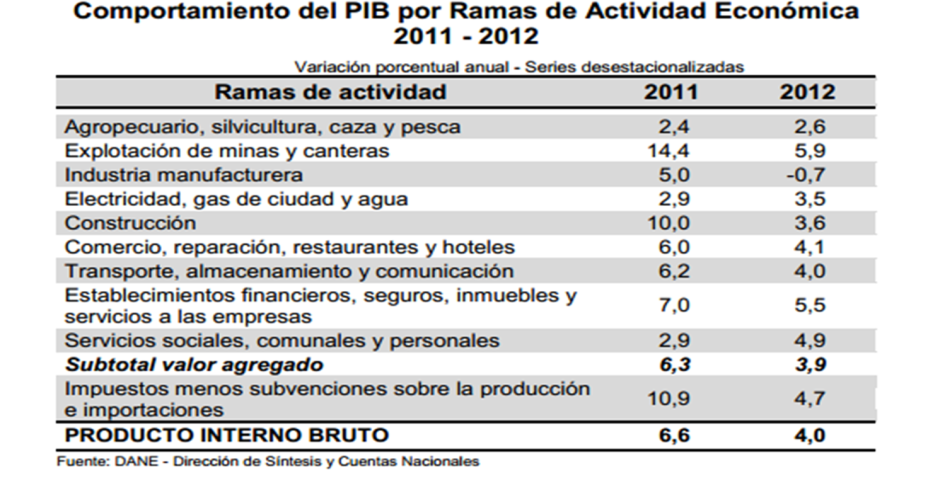 Comportamiento del PIB por Ramas de Actividad Económica
2011 - 2012
Variación porcentual anual - Series desestacionalizadas
Ramas de actividad 2011 2012
Agropecuario, silvicultura, caza y pesca 2,4 2,6
Explotación de minas y canteras 14,4 5,9
Industria manufacturera 5,0 -0,7
Electricidad, gas de ciudad y agua 2,9 3,5
Construcción 10,0 3,6
Comercio, reparación, restaurantes y hoteles 6,0 4,1
Transporte, almacenamiento y comunicación 6,2 4,0
Establecimientos financieros, seguros, inmuebles y
servicios a las empresas 7,0 5,5
Servicios sociales, comunales y personales 2,9 4,9
Subtotal valor agregado 6,3 3,9
Impuestos menos subvenciones sobre la producción
e importaciones 10,9 4,7
PRODUCTO INTERNO BRUTO 6,6 4,0
Fuente: DANE - Dirección de Síntesis y Cuentas Nacionales